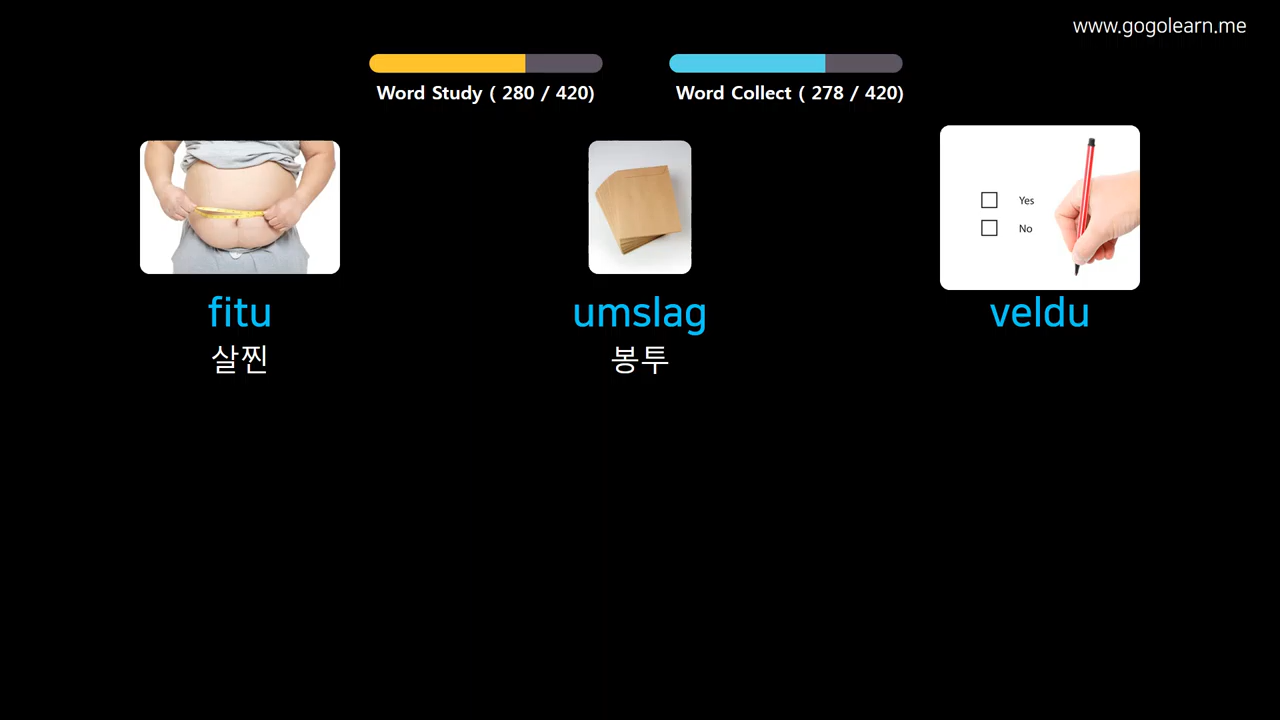 www.gogolearn.me
Word Study ( 280 / 420)
Word Collect ( 278 / 420)
Yes
No
fitu
umslag
veldu
살찐
봉투